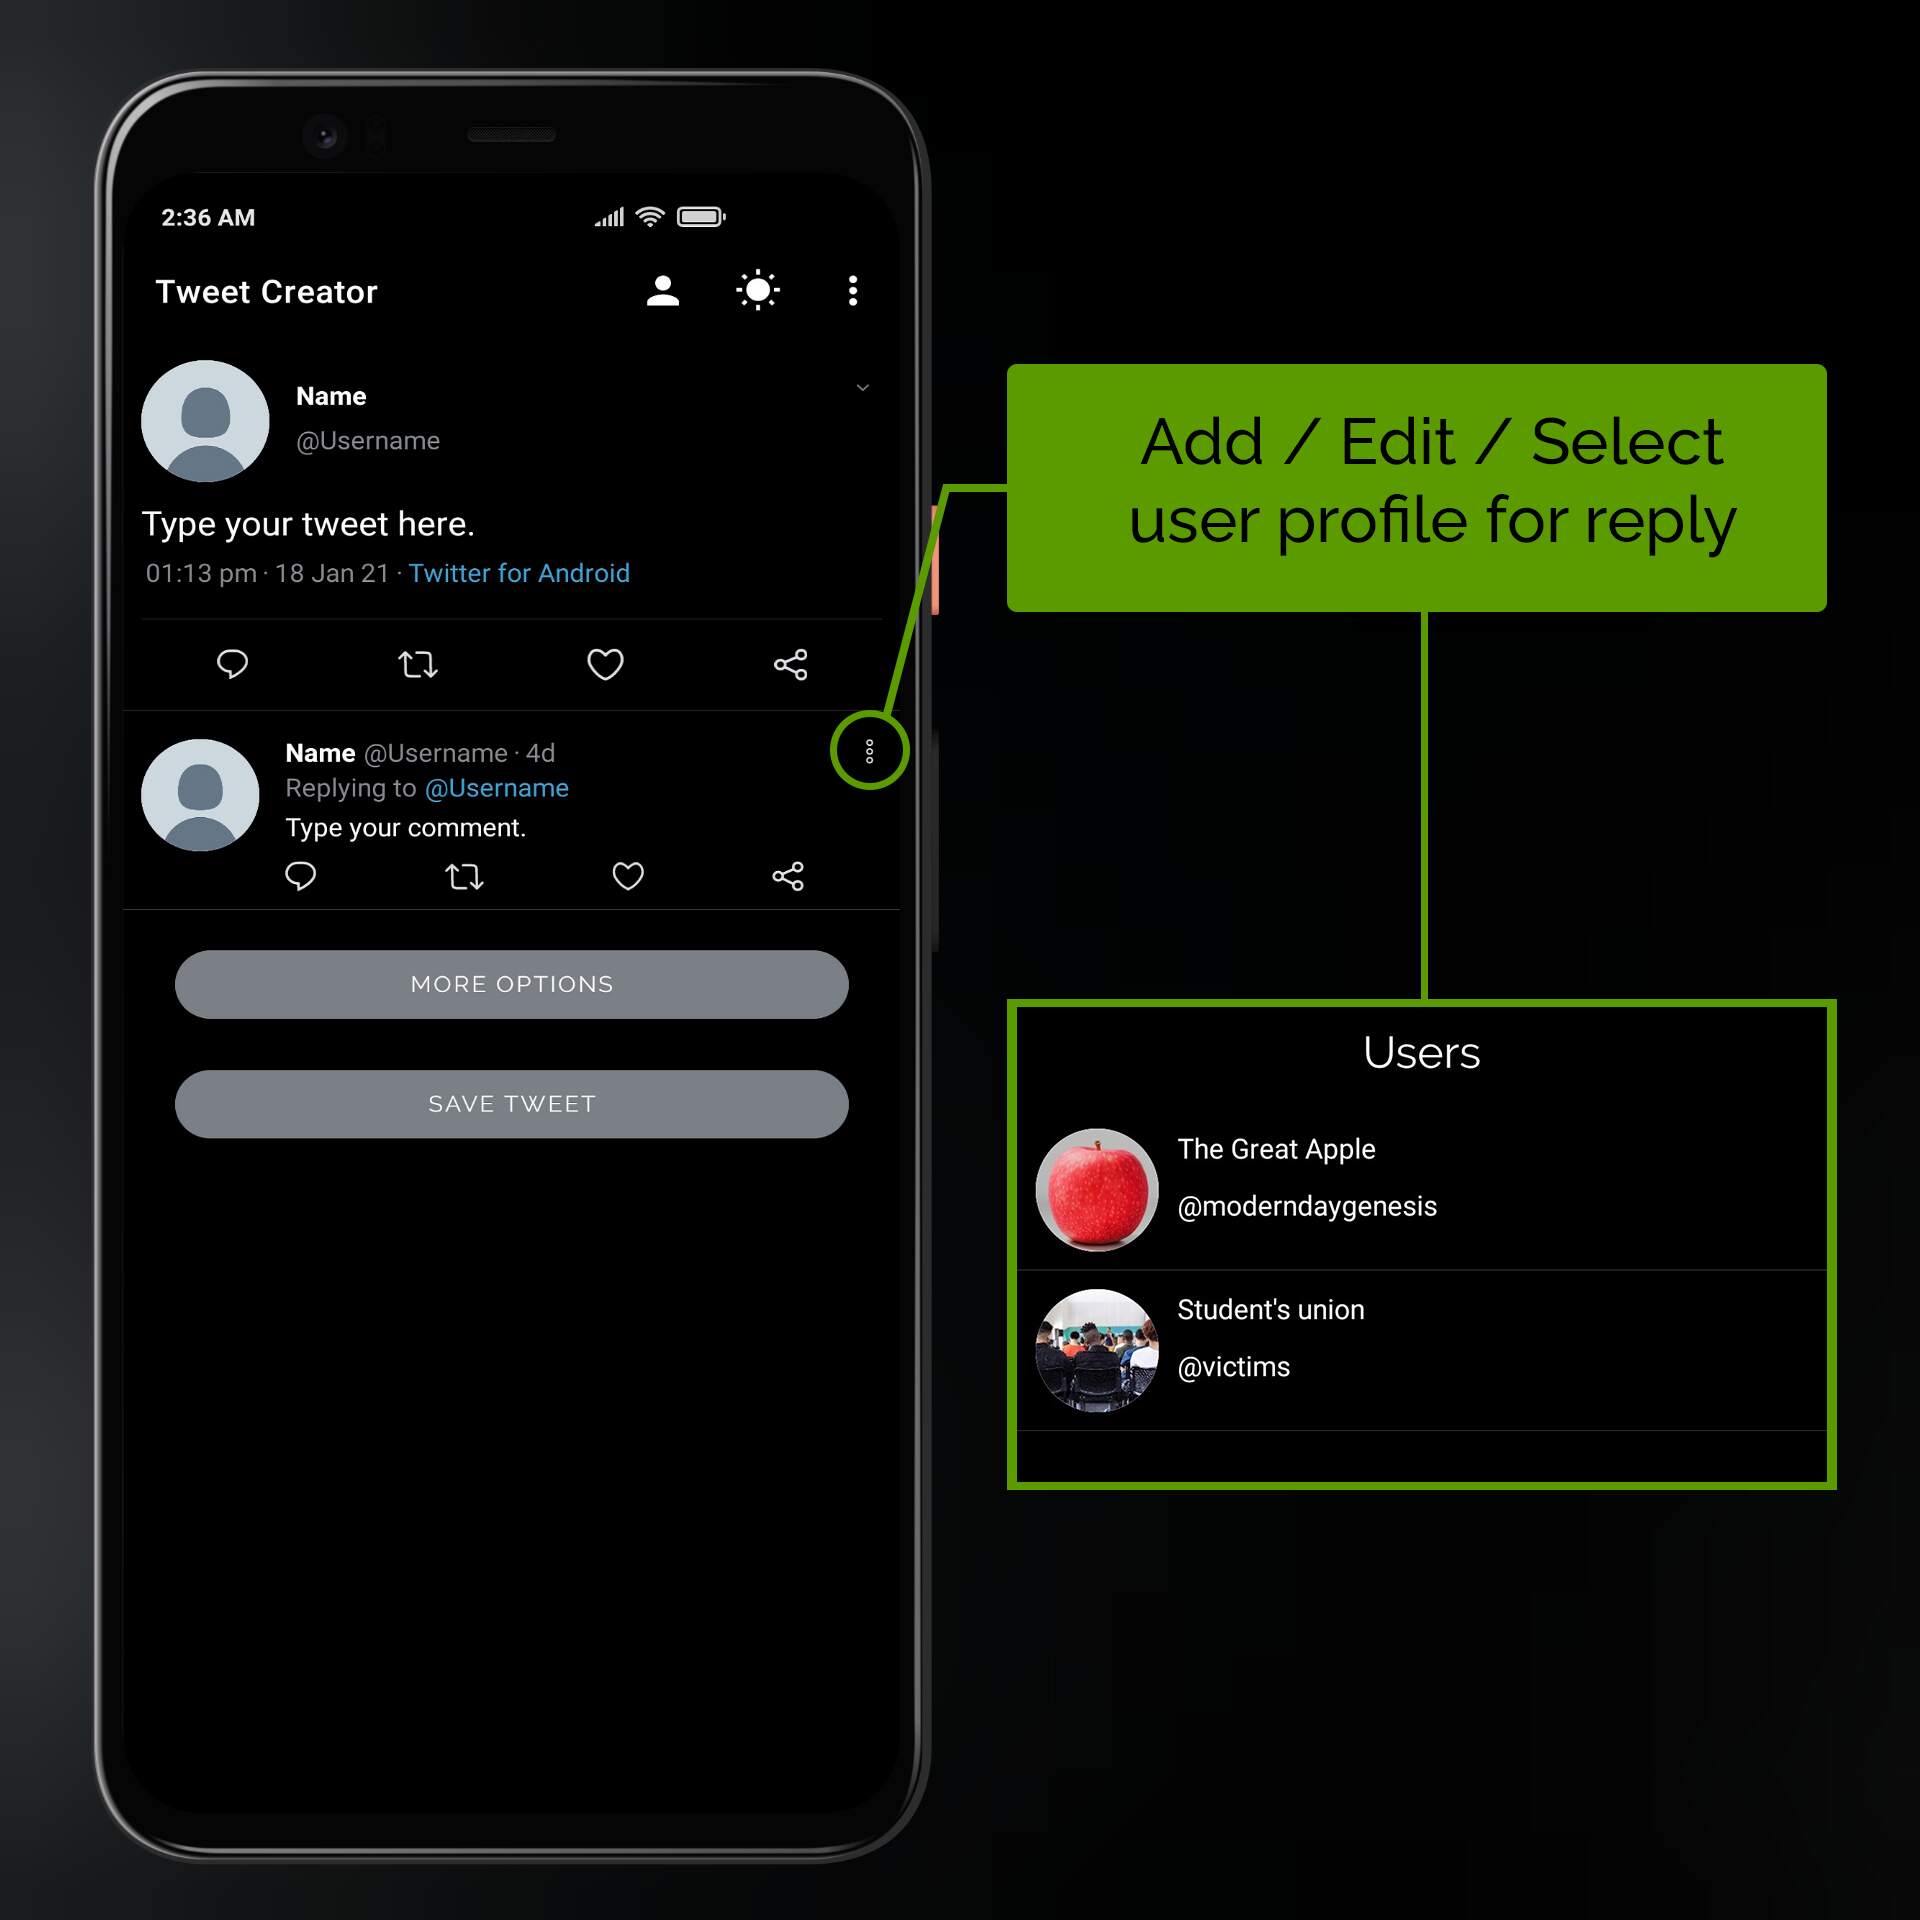 2:36 AM
Tweet Creator
Name
@Username
Type your tweet here.
01:13 pm · 18 Jan 21 · Twitter for Android
Name @Username · 4d
Replying to @Username
Type your comment.
MORE OPTIONS
SAVE TWEET
Add / Edit / Select
user profile for reply
Users
The Great Apple
@moderndaygenesis
Student's union
@victims